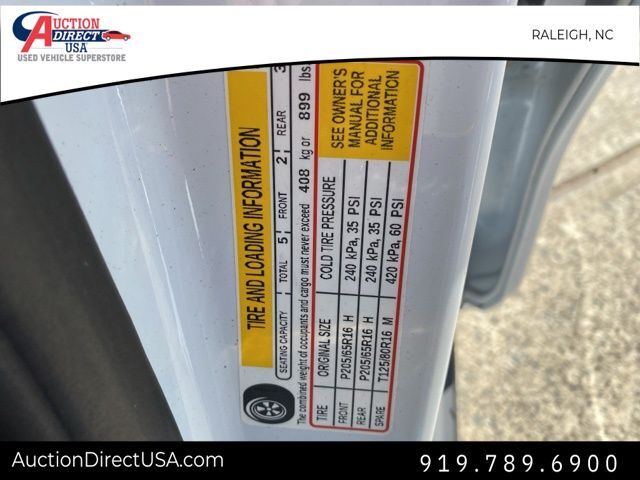 AUCTION
DIRECT
USA
USED VEHICLE SUPERSTORE
RALEIGH, NC
TIRE AND LOADING INFORMATION
SEATING CAPACITY TOTAL 5 FRONT 2 REAR 3
The combined weight of occupants and cargo must never exceed 408 kg or 899 lbs
TIRE ORIGINAL SIZE COLD TIRE PRESSURE
FRONT P205/65R16 H 240 kPa, 35 PSI
REAR P205/65R16 H 240 kPa, 35 PSI
SPARE T125/80R16 M 420 kPa, 60 PSI
SEE OWNER'S
MANUAL FOR
ADDITIONAL
INFORMATION
AuctionDirectUSA.com
919.789.6900